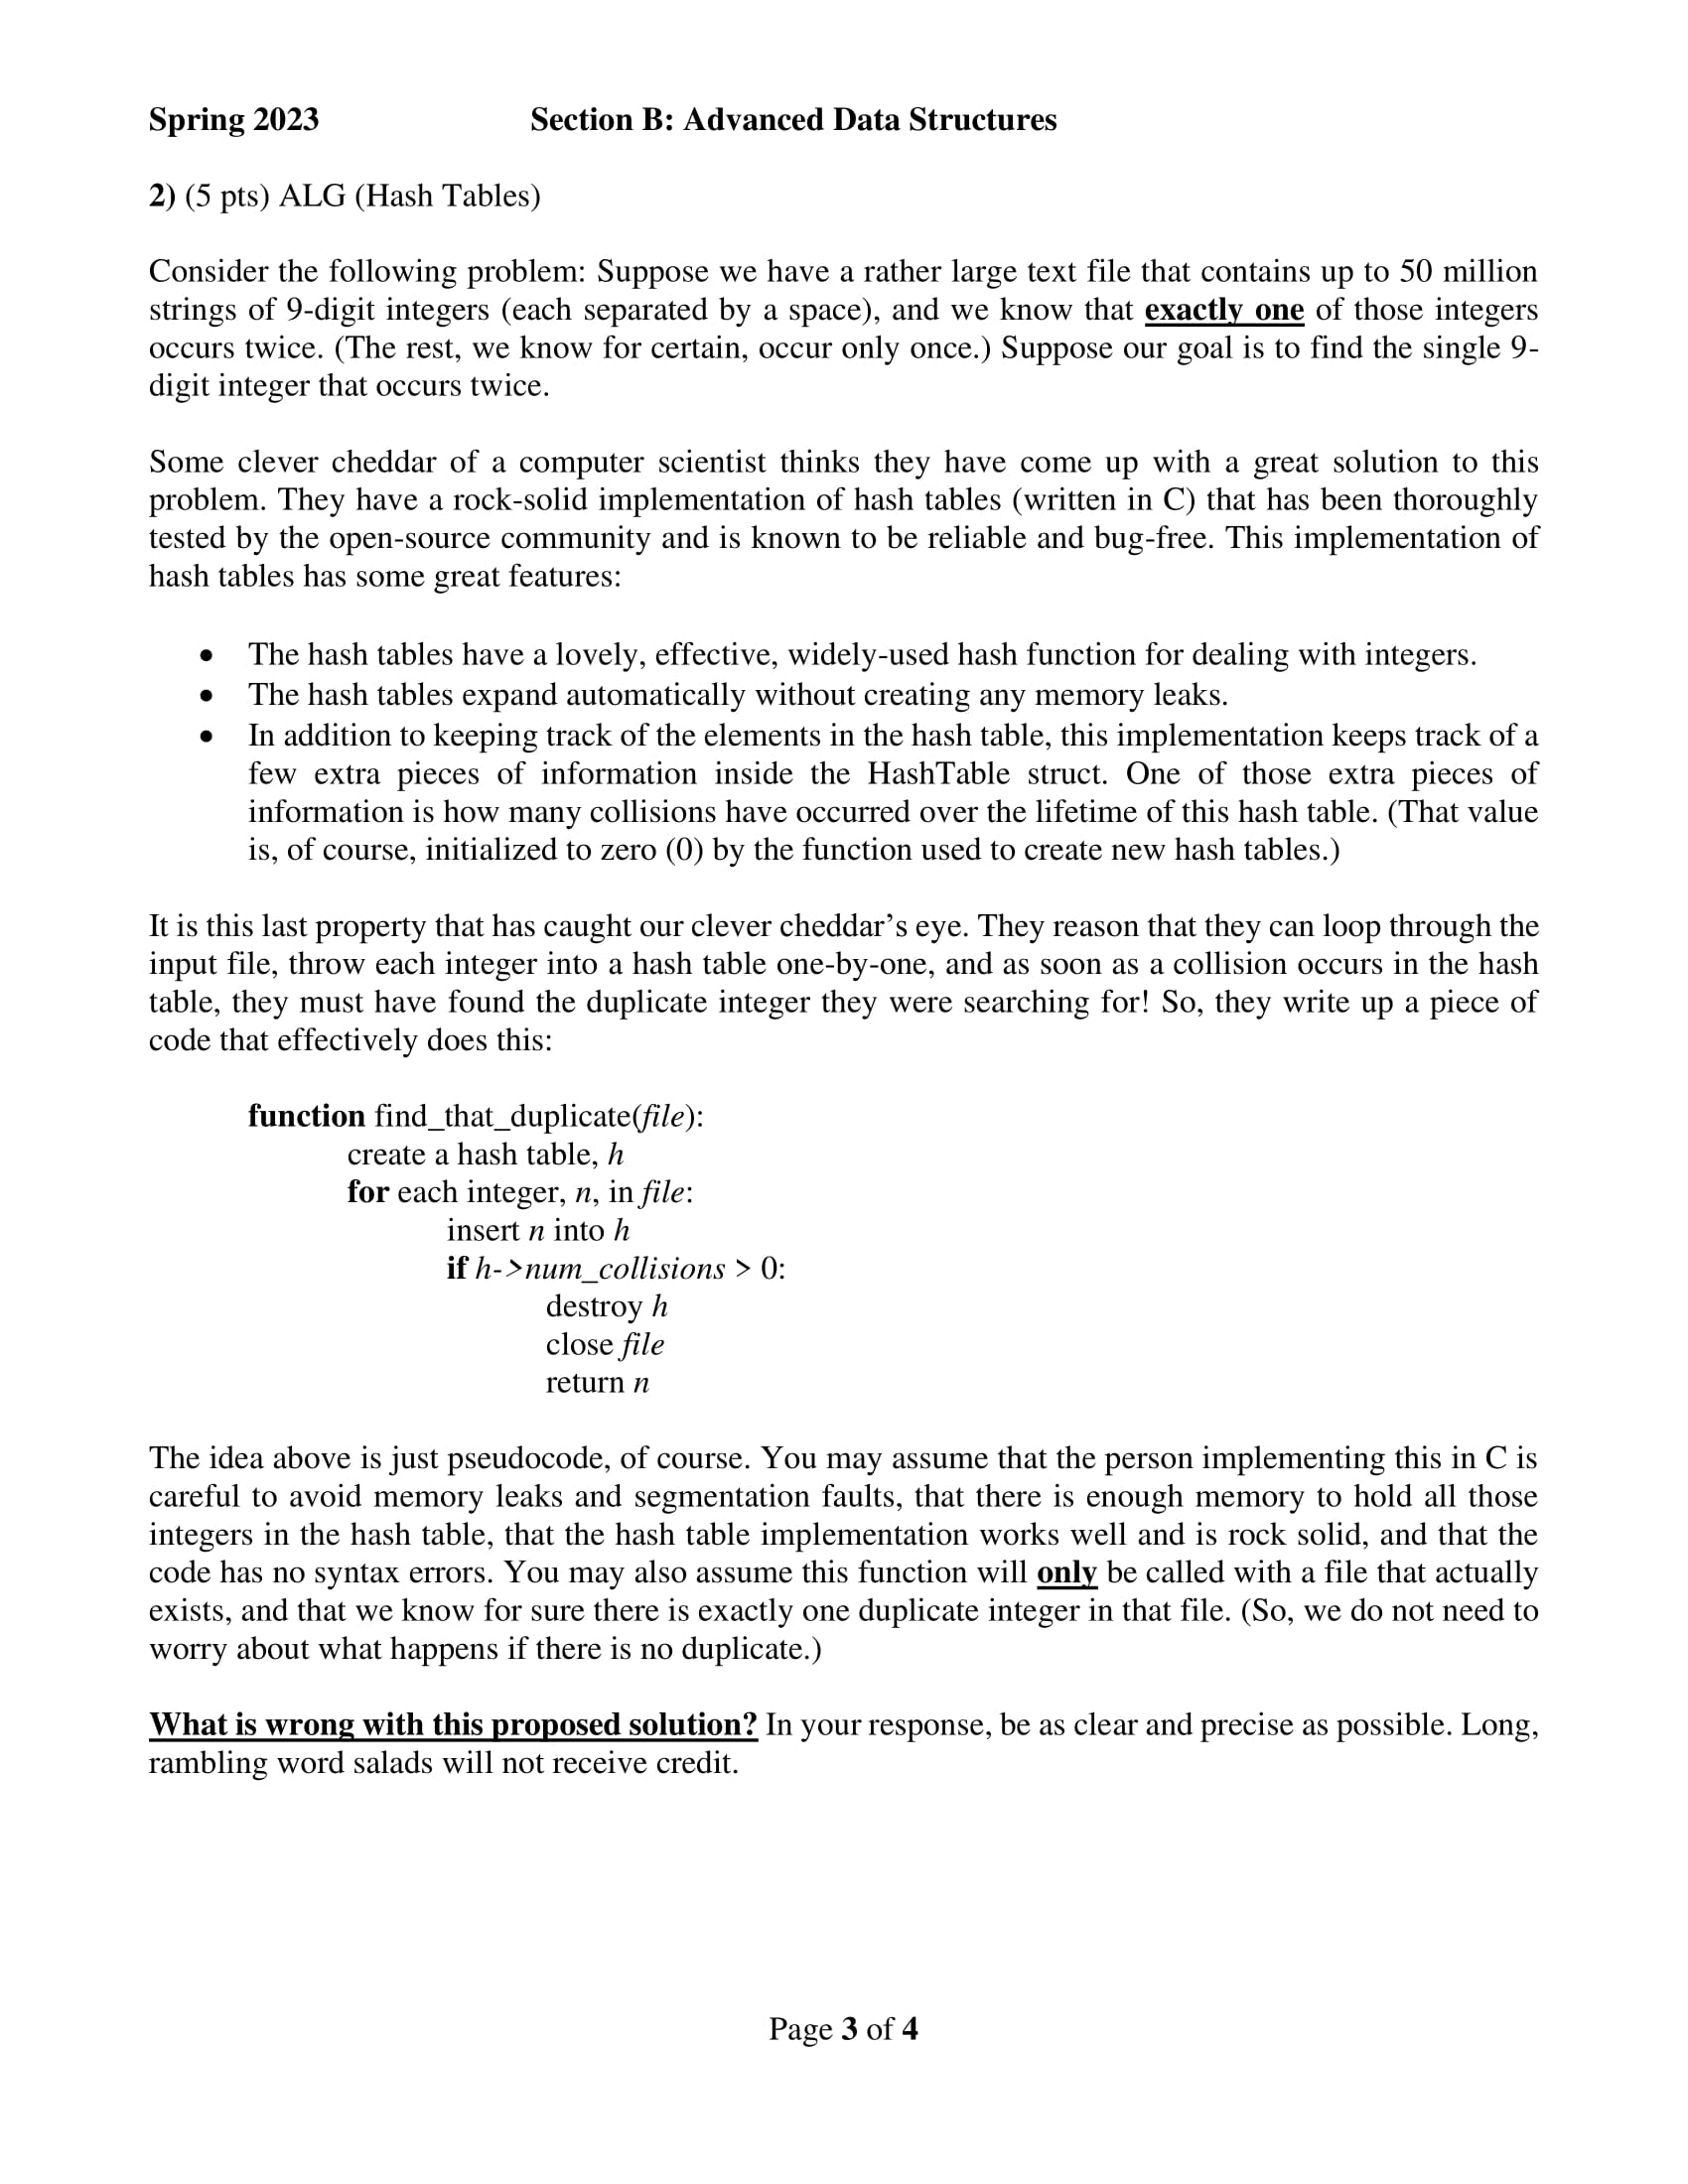 Spring 2023 Section B: Advanced Data Structures
2) (5 pts) ALG (Hash Tables)
Consider the following problem: Suppose we have a rather large text file that contains up to 50 million
strings of 9-digit integers (each separated by a space), and we know that exactly one of those integers
occurs twice. (The rest, we know for certain, occur only once.) Suppose our goal is to find the single 9-
digit integer that occurs twice.
Some clever cheddar of a computer scientist thinks they have come up with a great solution to this
problem. They have a rock-solid implementation of hash tables (written in C) that has been thoroughly
tested by the open-source community and is known to be reliable and bug-free. This implementation of
hash tables has some great features:
• The hash tables have a lovely, effective, widely-used hash function for dealing with integers.
• The hash tables expand automatically without creating any memory leaks.
• In addition to keeping track of the elements in the hash table, this implementation keeps track of a
few extra pieces of information inside the HashTable struct. One of those extra pieces of
information is how many collisions have occurred over the lifetime of this hash table. (That value
is, of course, initialized to zero (0) by the function used to create new hash tables.)
It is this last property that has caught our clever cheddar’s eye. They reason that they can loop through the
input file, throw each integer into a hash table one-by-one, and as soon as a collision occurs in the hash
table, they must have found the duplicate integer they were searching for! So, they write up a piece of
code that effectively does this:
function find_that_duplicate(file):
create a hash table, h
for each integer, n, in file:
insert n into h
if h->num_collisions > 0:
destroy h
close file
return n
The idea above is just pseudocode, of course. You may assume that the person implementing this in C is
careful to avoid memory leaks and segmentation faults, that there is enough memory to hold all those
integers in the hash table, that the hash table implementation works well and is rock solid, and that the
code has no syntax errors. You may also assume this function will only be called with a file that actually
exists, and that we know for sure there is exactly one duplicate integer in that file. (So, we do not need to
worry about what happens if there is no duplicate.)
What is wrong with this proposed solution? In your response, be as clear and precise as possible. Long,
rambling word salads will not receive credit.
Page 3 of 4